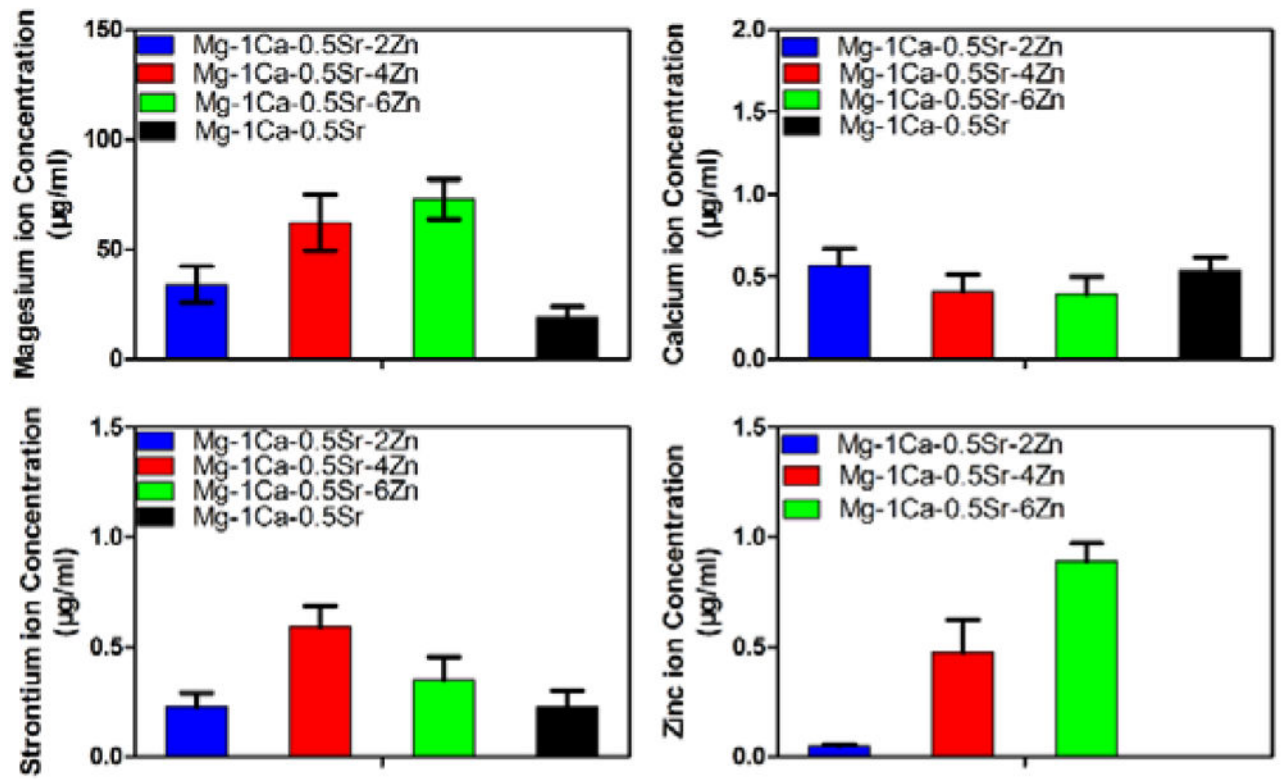 Magesium ion Concentration
(µg/ml)
150
100
50
0
Mg-1Ca-0.5Sr-2Zn
Mg-1Ca-0.5Sr-4Zn
Mg-1Ca-0.5Sr-6Zn
Mg-1Ca-0.5Sr
Calcium ion Concentration
(µg/ml)
2.0
1.5
1.0
0.5
0.0
Mg-1Ca-0.5Sr-2Zn
Mg-1Ca-0.5Sr-4Zn
Mg-1Ca-0.5Sr-6Zn
Mg-1Ca-0.5Sr
Strontium ion Concentration
(µg/ml)
1.5
1.0
0.5
0.0
Mg-1Ca-0.5Sr-2Zn
Mg-1Ca-0.5Sr-4Zn
Mg-1Ca-0.5Sr-6Zn
Mg-1Ca-0.5Sr
Zinc ion Concentration
(µg/ml)
1.5
1.0
0.5
0.0
Mg-1Ca-0.5Sr-2Zn
Mg-1Ca-0.5Sr-4Zn
Mg-1Ca-0.5Sr-6Zn